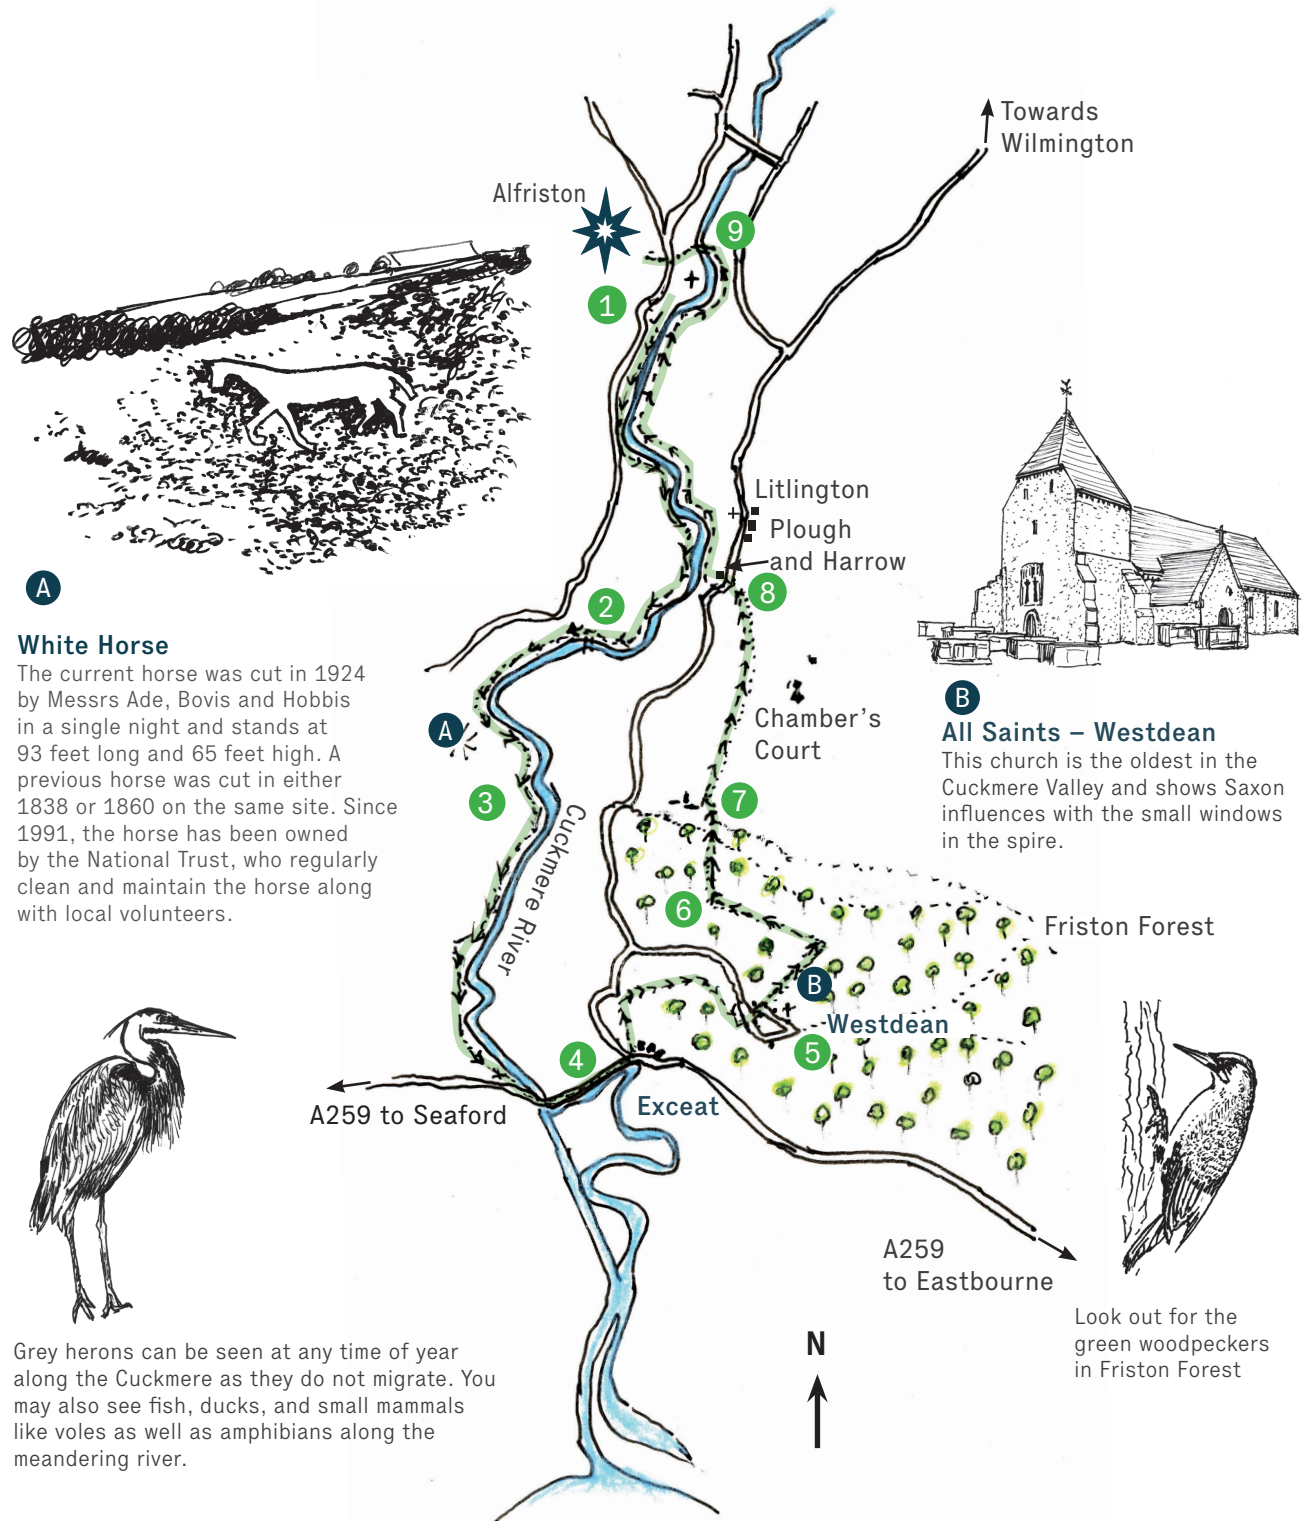 Towards
Wilmington
Alfriston
9
1
Litlington
Plough
and Harrow
8
2
A
White Horse
The current horse was cut in 1924
by Messrs Ade, Bovis and Hobbis
in a single night and stands at
93 feet long and 65 feet high. A
previous horse was cut in either
1838 or 1860 on the same site. Since
1991, the horse has been owned
by the National Trust, who regularly
clean and maintain the horse along
with local volunteers.
B
All Saints – Westdean
This church is the oldest in the
Cuckmere Valley and shows Saxon
influences with the small windows
in the spire.
A
Chamber's
Court
3
7
Cuckmere River
6
Friston Forest
B
Westdean
5
4
Exceat
A259 to Seaford
A259
to Eastbourne
N
Look out for the
green woodpeckers
in Friston Forest
Grey herons can be seen at any time of year
along the Cuckmere as they do not migrate. You
may also see fish, ducks, and small mammals
like voles as well as amphibians along the
meandering river.